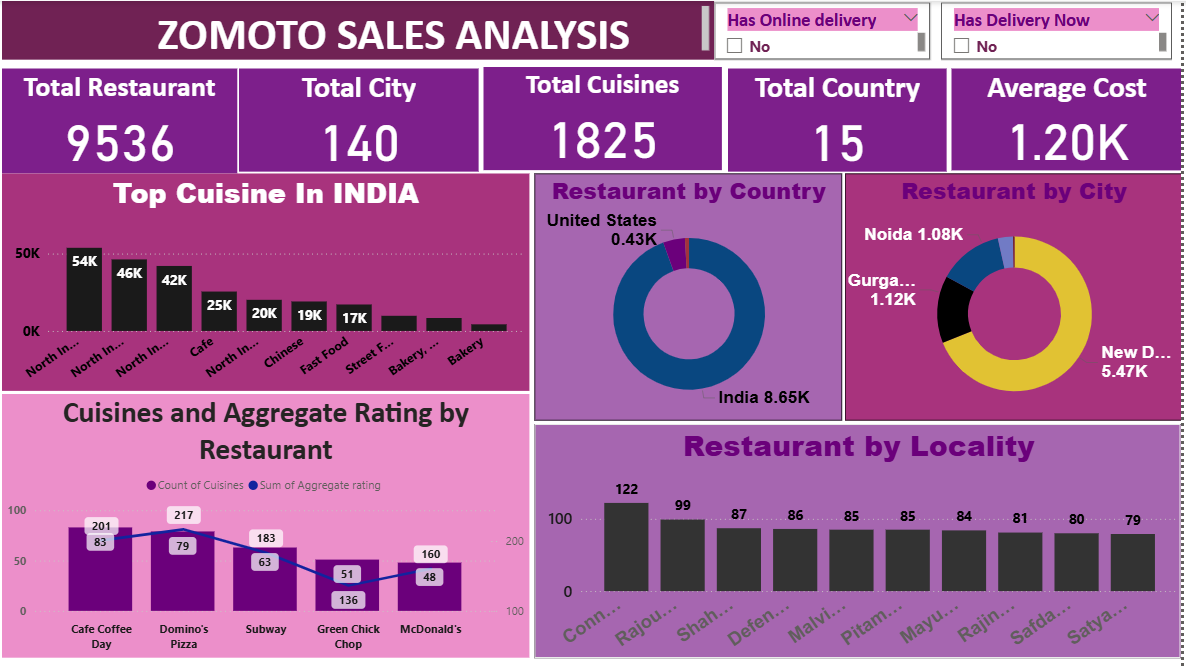 ZOMOTO SALES ANALYSIS
Has Online delivery
No
Has Delivery Now
No
Total Restaurant
9536
Total City
140
Total Cuisines
1825
Total Country
15
Average Cost
1.20K
Top Cuisine In INDIA
50K
0K
54K
46K
42K
25K
20K
19K
17K
North In...
North In...
North In...
Cafe
North In...
Chinese
Fast Food
Street F...
Bakery, ...
Bakery
Restaurant by Country
United States
0.43K
India 8.65K
Restaurant by City
Noida 1.08K
Gurga...
1.12K
New D...
5.47K
Cuisines and Aggregate Rating by
Restaurant
Count of Cuisines
Sum of Aggregate rating
100
50
0
200
100
201
83
217
79
183
63
51
136
160
48
Cafe Coffee
Day
Domino's
Pizza
Subway
Green Chick
Chop
McDonald's
Restaurant by Locality
100
0
122
99
87
86
85
85
84
81
80
79
Conn...
Rajou...
Shah...
Defen...
Malvi...
Pitam...
Mayu...
Rajin...
Safda...
Satya...